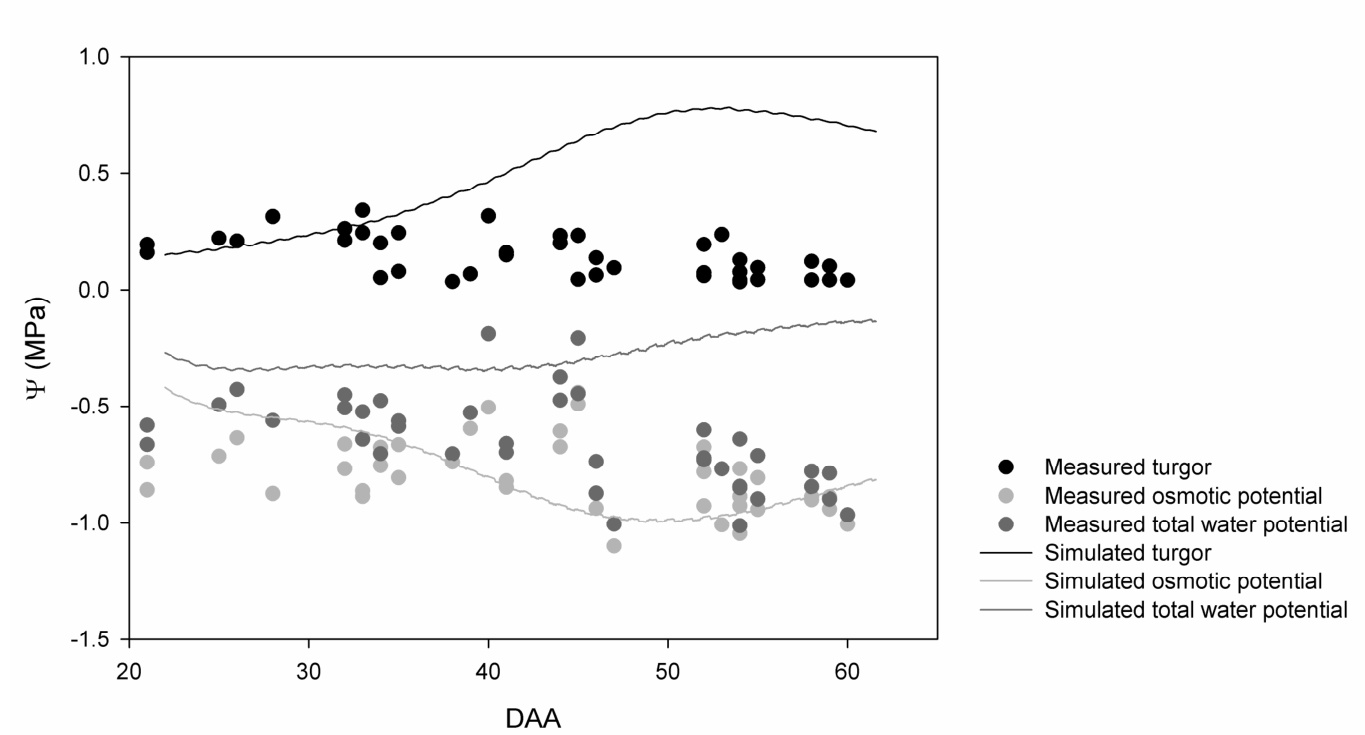 1.0
0.5
0.0
-0.5
-1.0
-1.5
Ψ (MPa)
20 30 40 50 60
DAA
Measured turgor
Measured osmotic potential
Measured total water potential
Simulated turgor
Simulated osmotic potential
Simulated total water potential